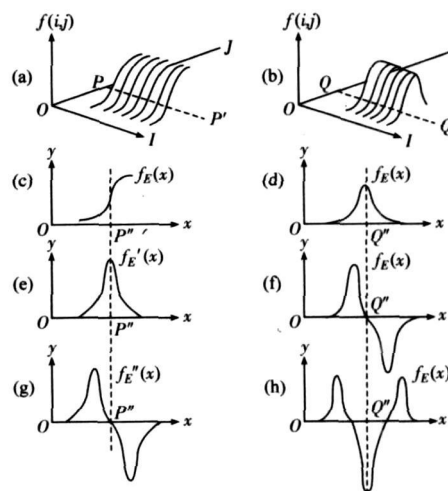 f(i,j)
(a)
P
J
O
I
P'
(b)
Q
O
I
Q
y
(c)
f_E(x)
O
P″ ′
x
y
(d)
f_E(x)
O
Q″
x
y
(e)
f_E′(x)
O
P″
x
y
(f)
f_E(x)
O
Q″
x
y
(g)
f_E″(x)
O
P″
x
y
(h)
f_E(x)
O
Q″
x